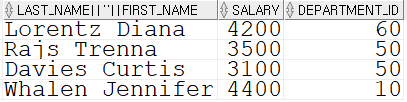 LAST_NAME||''||FIRST_NAME SALARY DEPARTMENT_ID
Lorentz Diana 4200 60
Rajs Trenna 3500 50
Davies Curtis 3100 50
Whalen Jennifer 4400 10